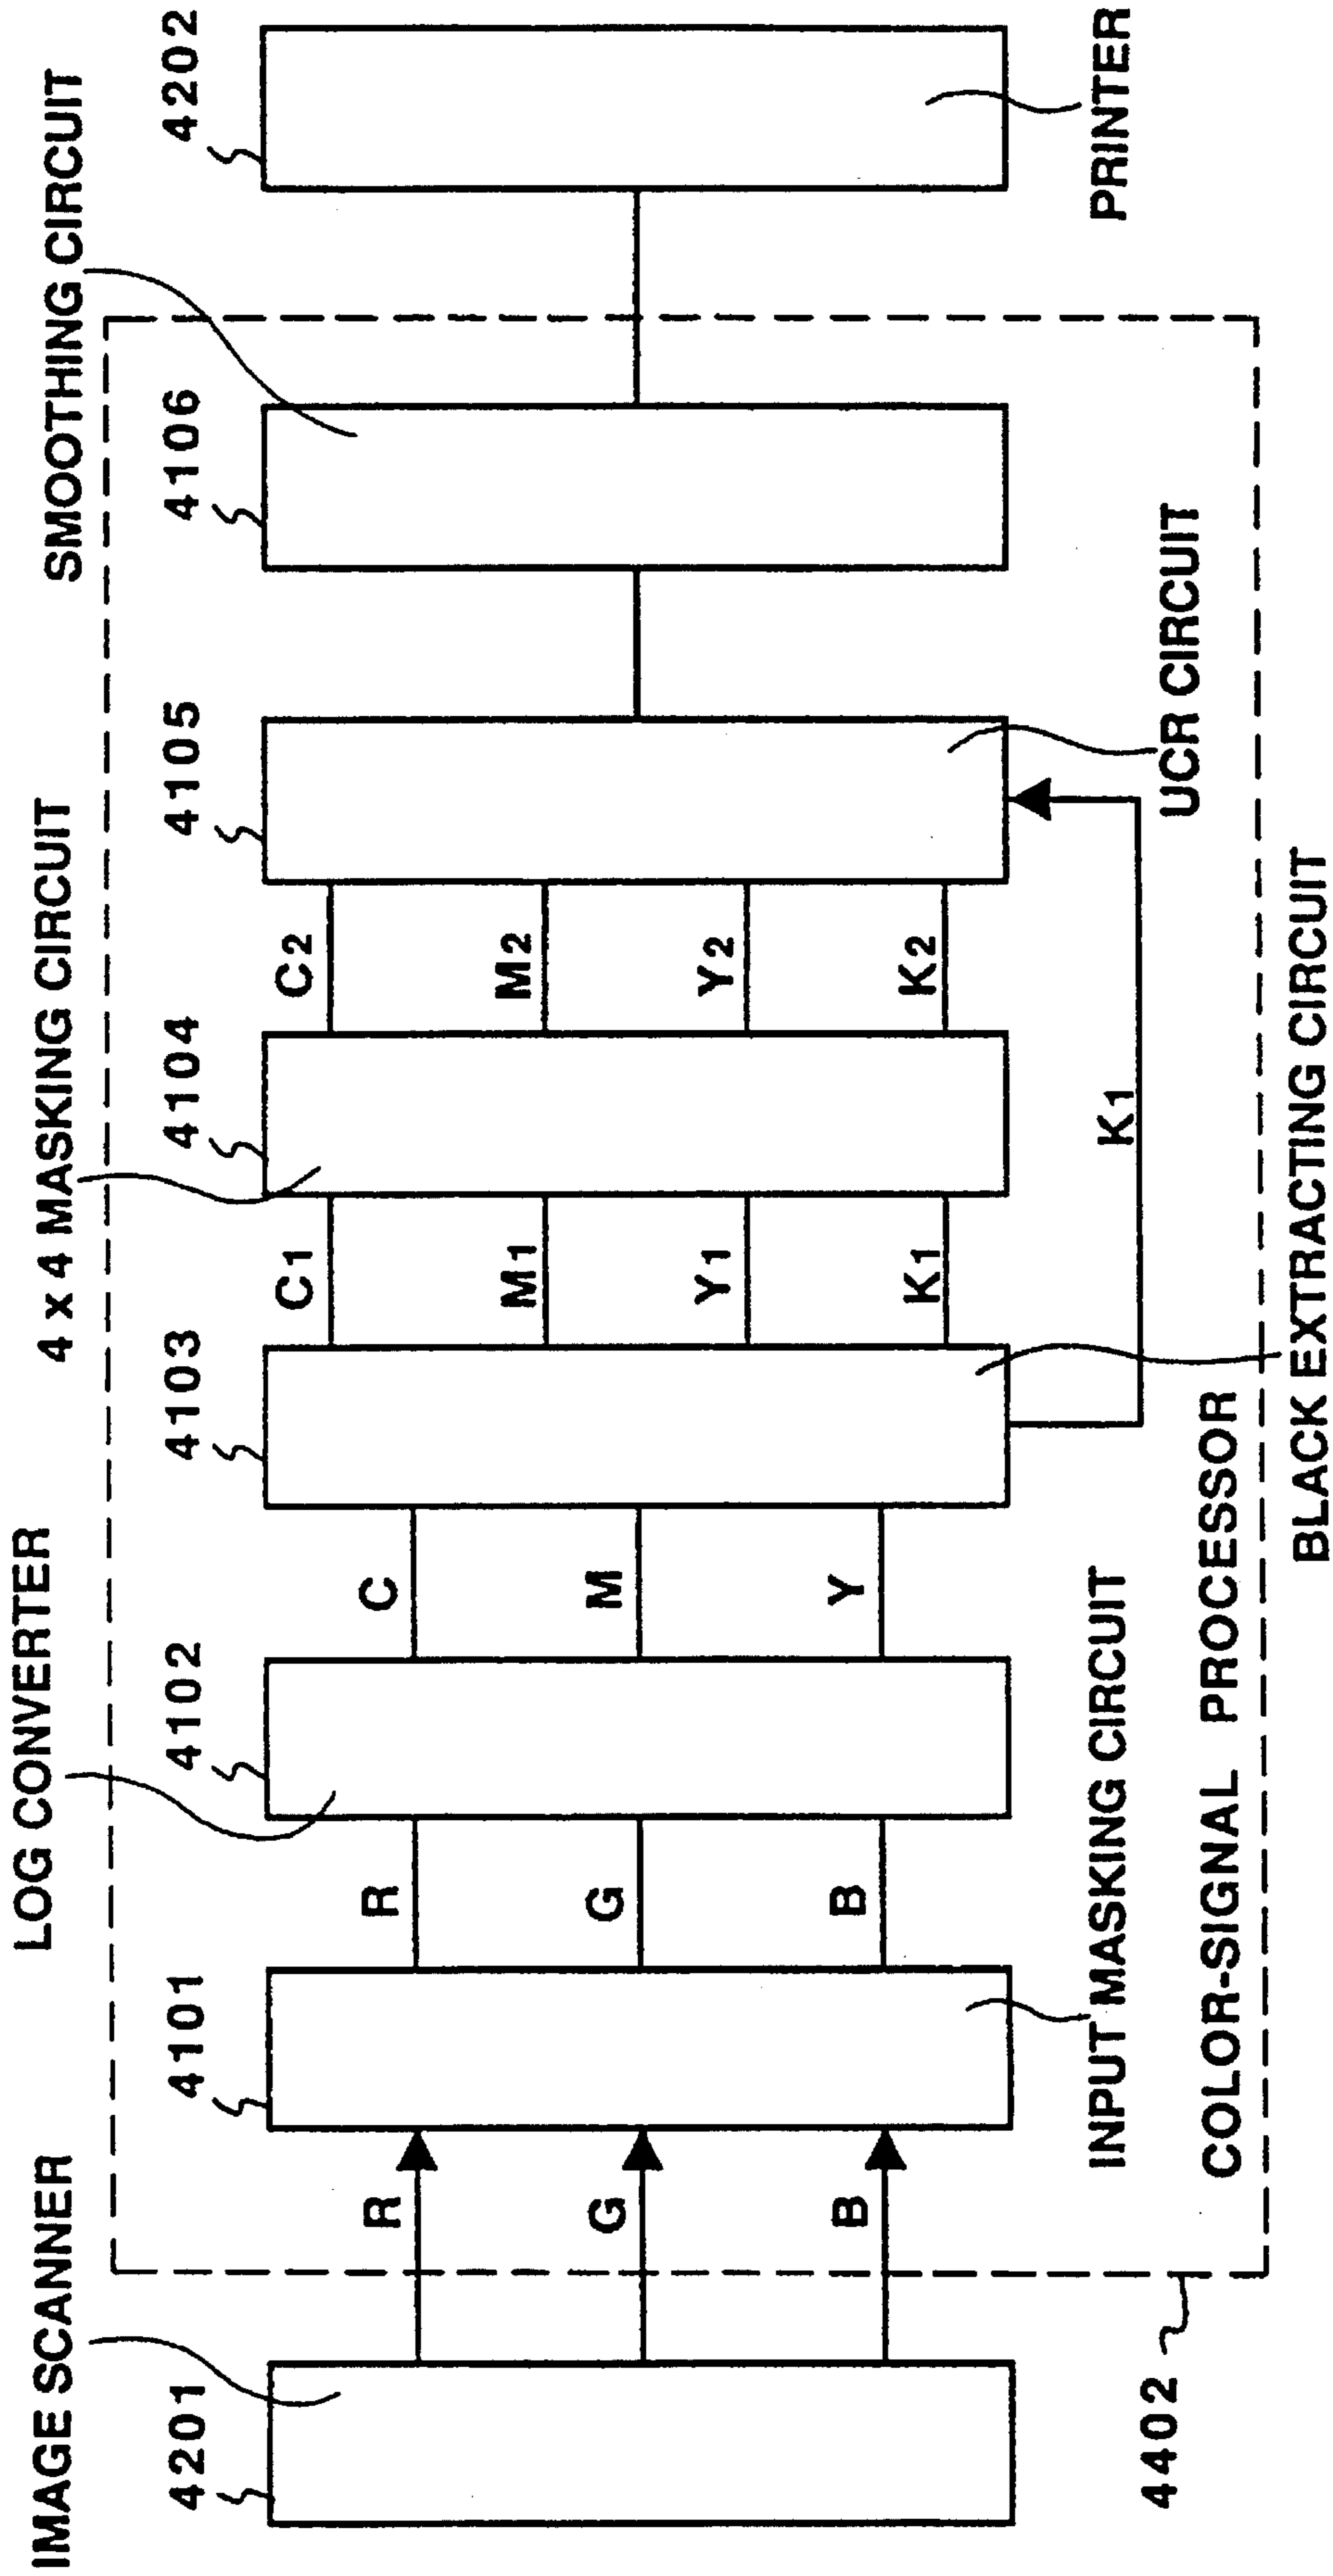 IMAGE SCANNER
LOG CONVERTER
4 x 4 MASKING CIRCUIT
SMOOTHING CIRCUIT
4201
4101
4102
4103
4104
4105
4106
4202
R
G
B
R
G
B
C
M
Y
C1
M1
Y1
K1
C2
M2
Y2
K2
K1
INPUT MASKING CIRCUIT
UCR CIRCUIT
PRINTER
COLOR-SIGNAL PROCESSOR
4402
BLACK EXTRACTING CIRCUIT